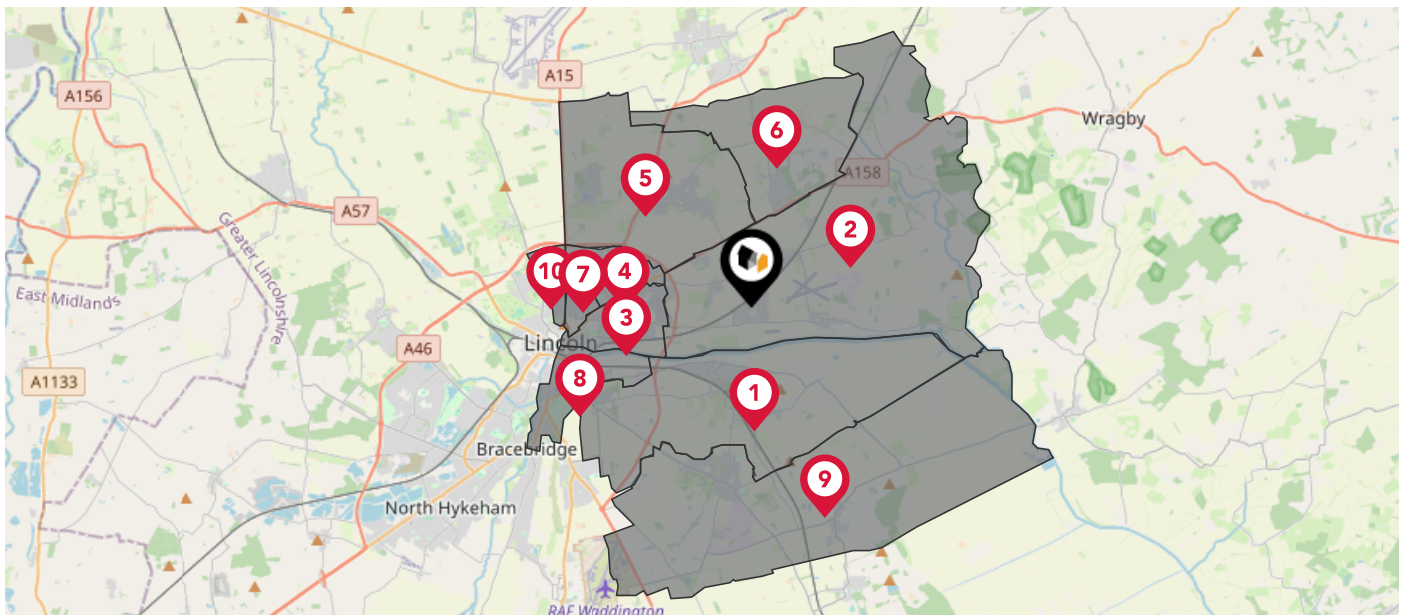 A15
A156
Wragby
6
A158
5
A57
2
Greater Lincolnshire
10
7
4
East Midlands
3
Lincoln
A46
A1133
8
1
Bracebridge
9
North Hykeham
RAF Waddington